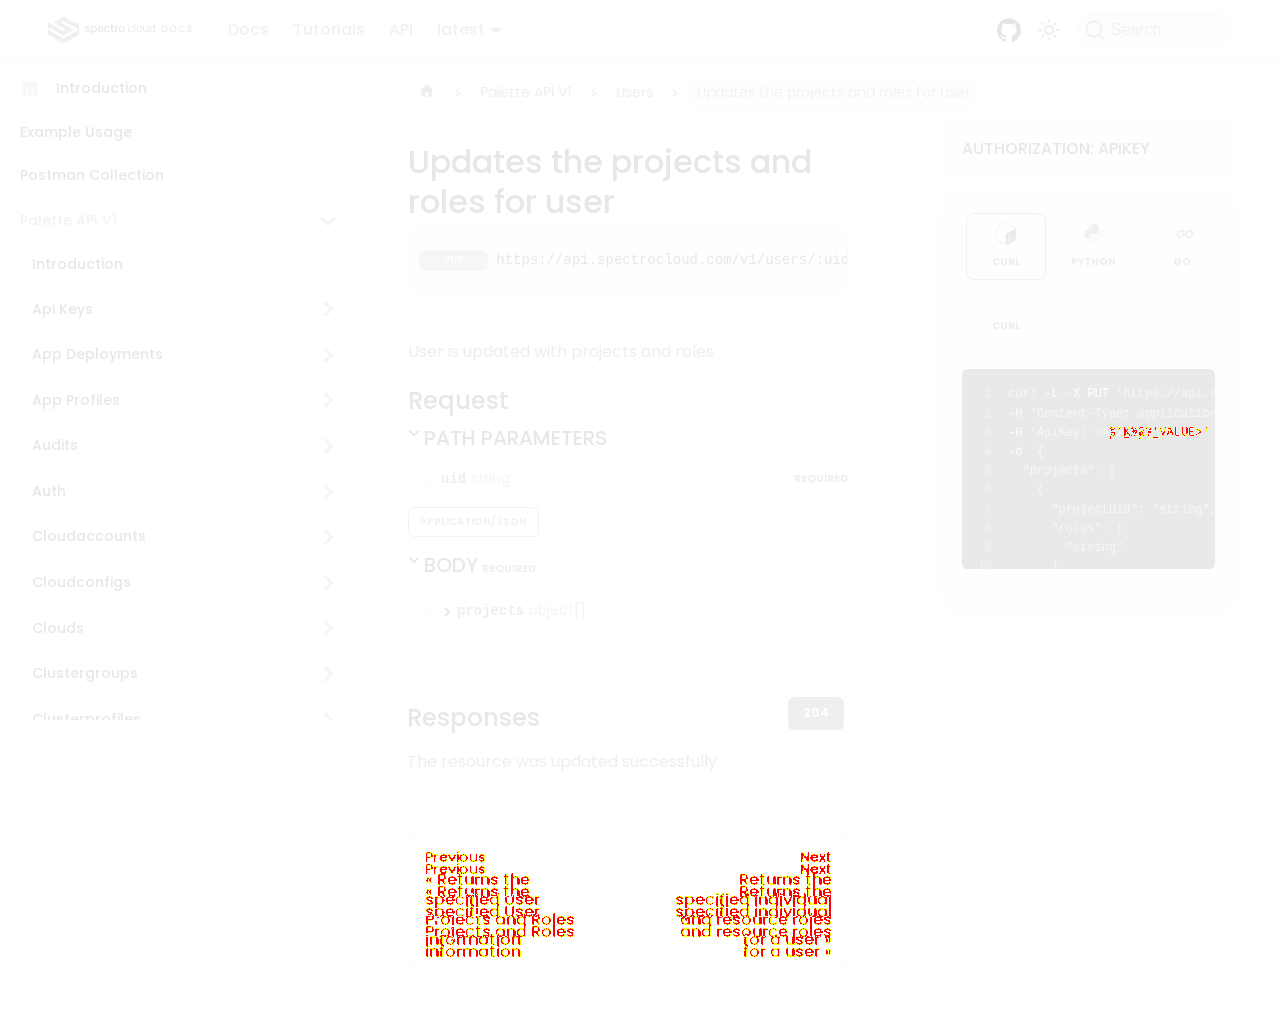 spectro cloud DOCS
Docs Tutorials API latest
Search
Introduction
Example Usage
Postman Collection
Palette API V1
Introduction
Api Keys
App Deployments
App Profiles
Audits
Auth
Cloudaccounts
Cloudconfigs
Clouds
Clustergroups
Clusterprofiles
Palette API V1 Users Updates the projects and roles for user
Updates the projects and
roles for user
PUT https://api.spectrocloud.com/v1/users/:uid
User is updated with projects and roles
Request
PATH PARAMETERS
uid string REQUIRED
APPLICATION/JSON
BODY REQUIRED
projects object[]
Responses
204
The resource was updated successfully
Previous
« Returns the
specified User
Projects and Roles
information
Next
Returns the
specified individual
and resource roles
for a user »
AUTHORIZATION: APIKEY
CURL PYTHON GO
CURL
1 curl -L -X PUT 'https://api.s
2 -H 'Content-Type: application
3 -H 'ApiKey: <A
4 -d '{
5 "projects": [
6 {
7 "projectUid": "string",
8 "roles": [
9 "string"
10 ]